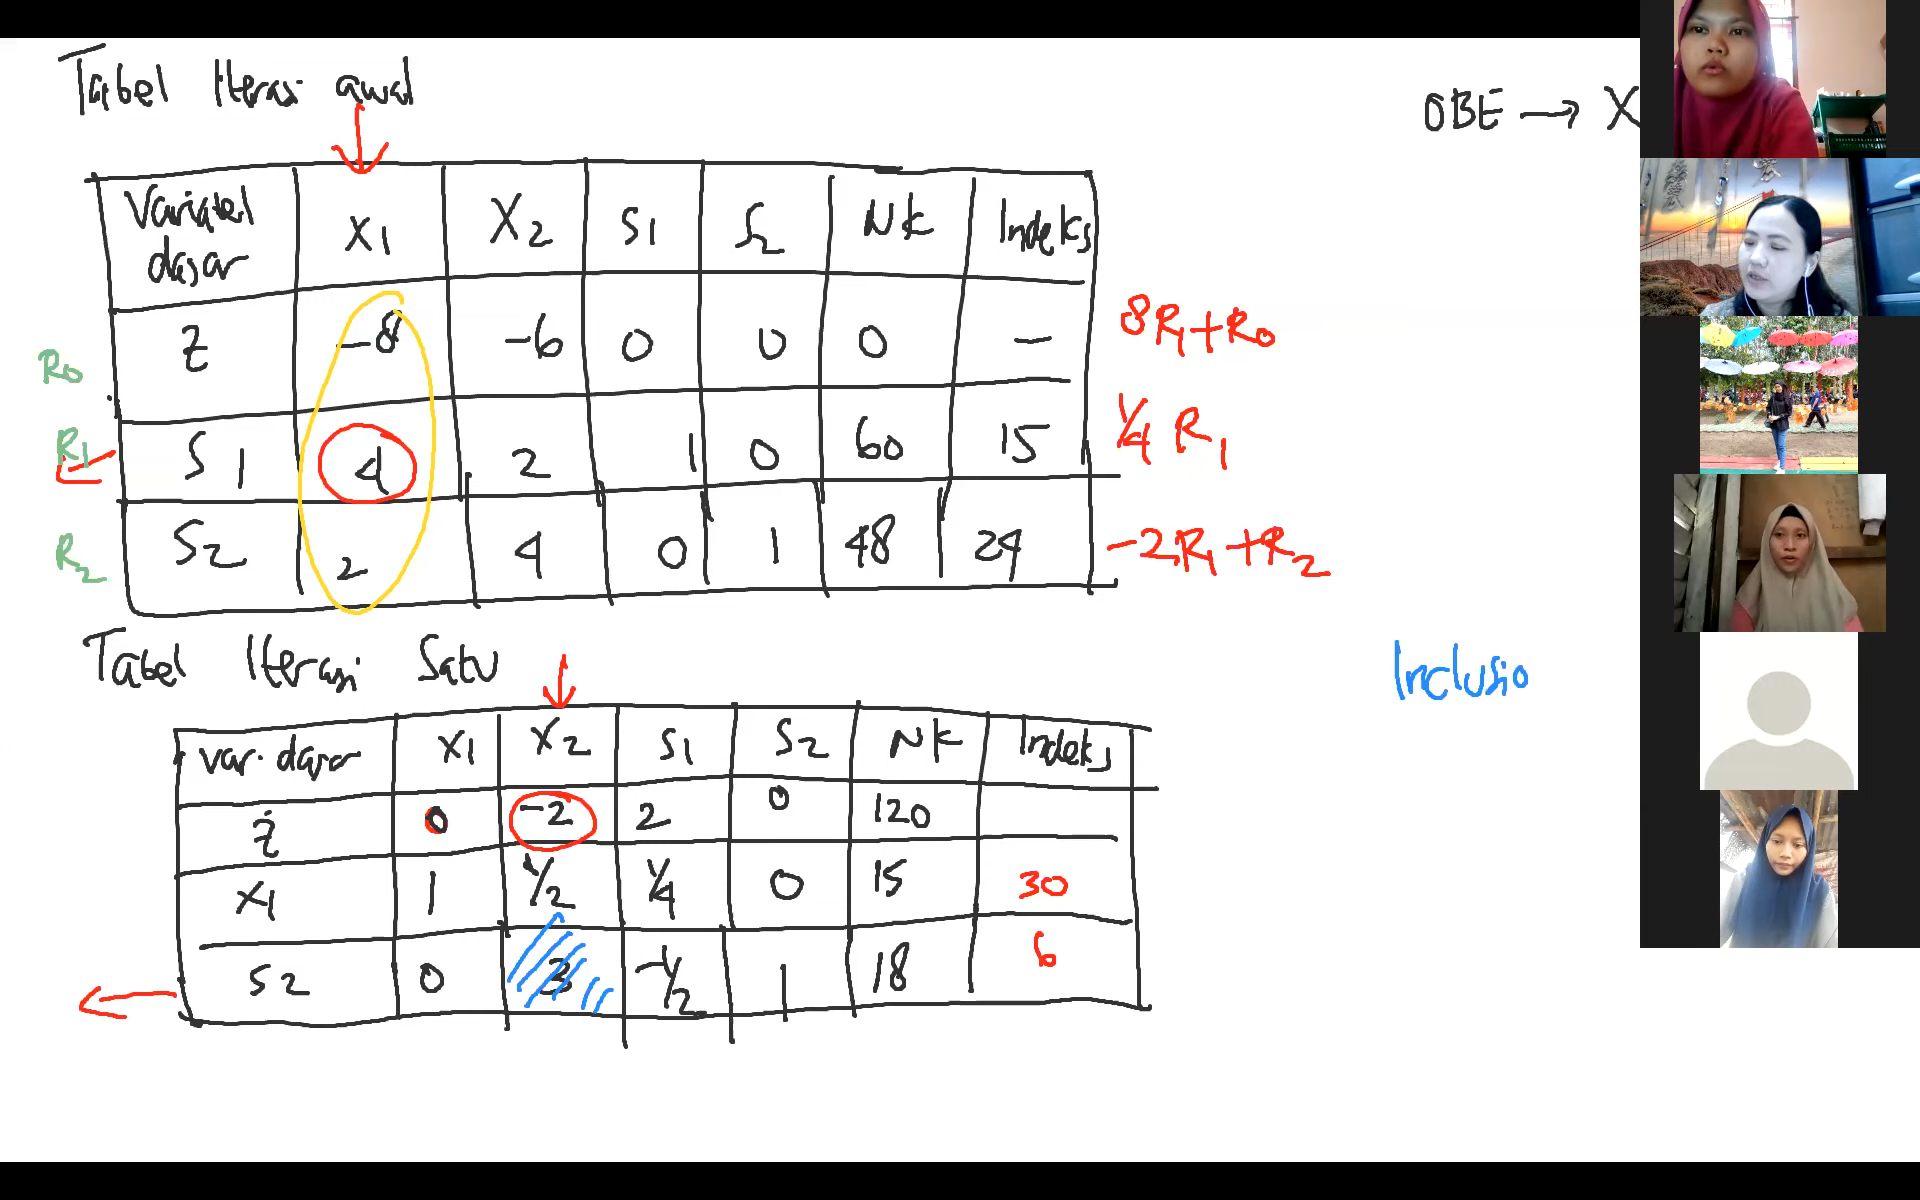 Tabel Iterasi awal
OBE → X
Variabel dasar X1 X2 S1 S2 NK Indeks
R0 Z -8 -6 0 0 0 - 8R1+R0
R1 S1 4 2 1 0 60 15 1/4 R1
R2 S2 2 4 0 1 48 24 -2R1+R2
Tabel Iterasi Satu
Inclusio
var. dasar X1 X2 S1 S2 NK Indeks
Z 0 -2 2 0 120
X1 1 1/2 1/4 0 15 30
S2 0 3 -1/2 1 18 6